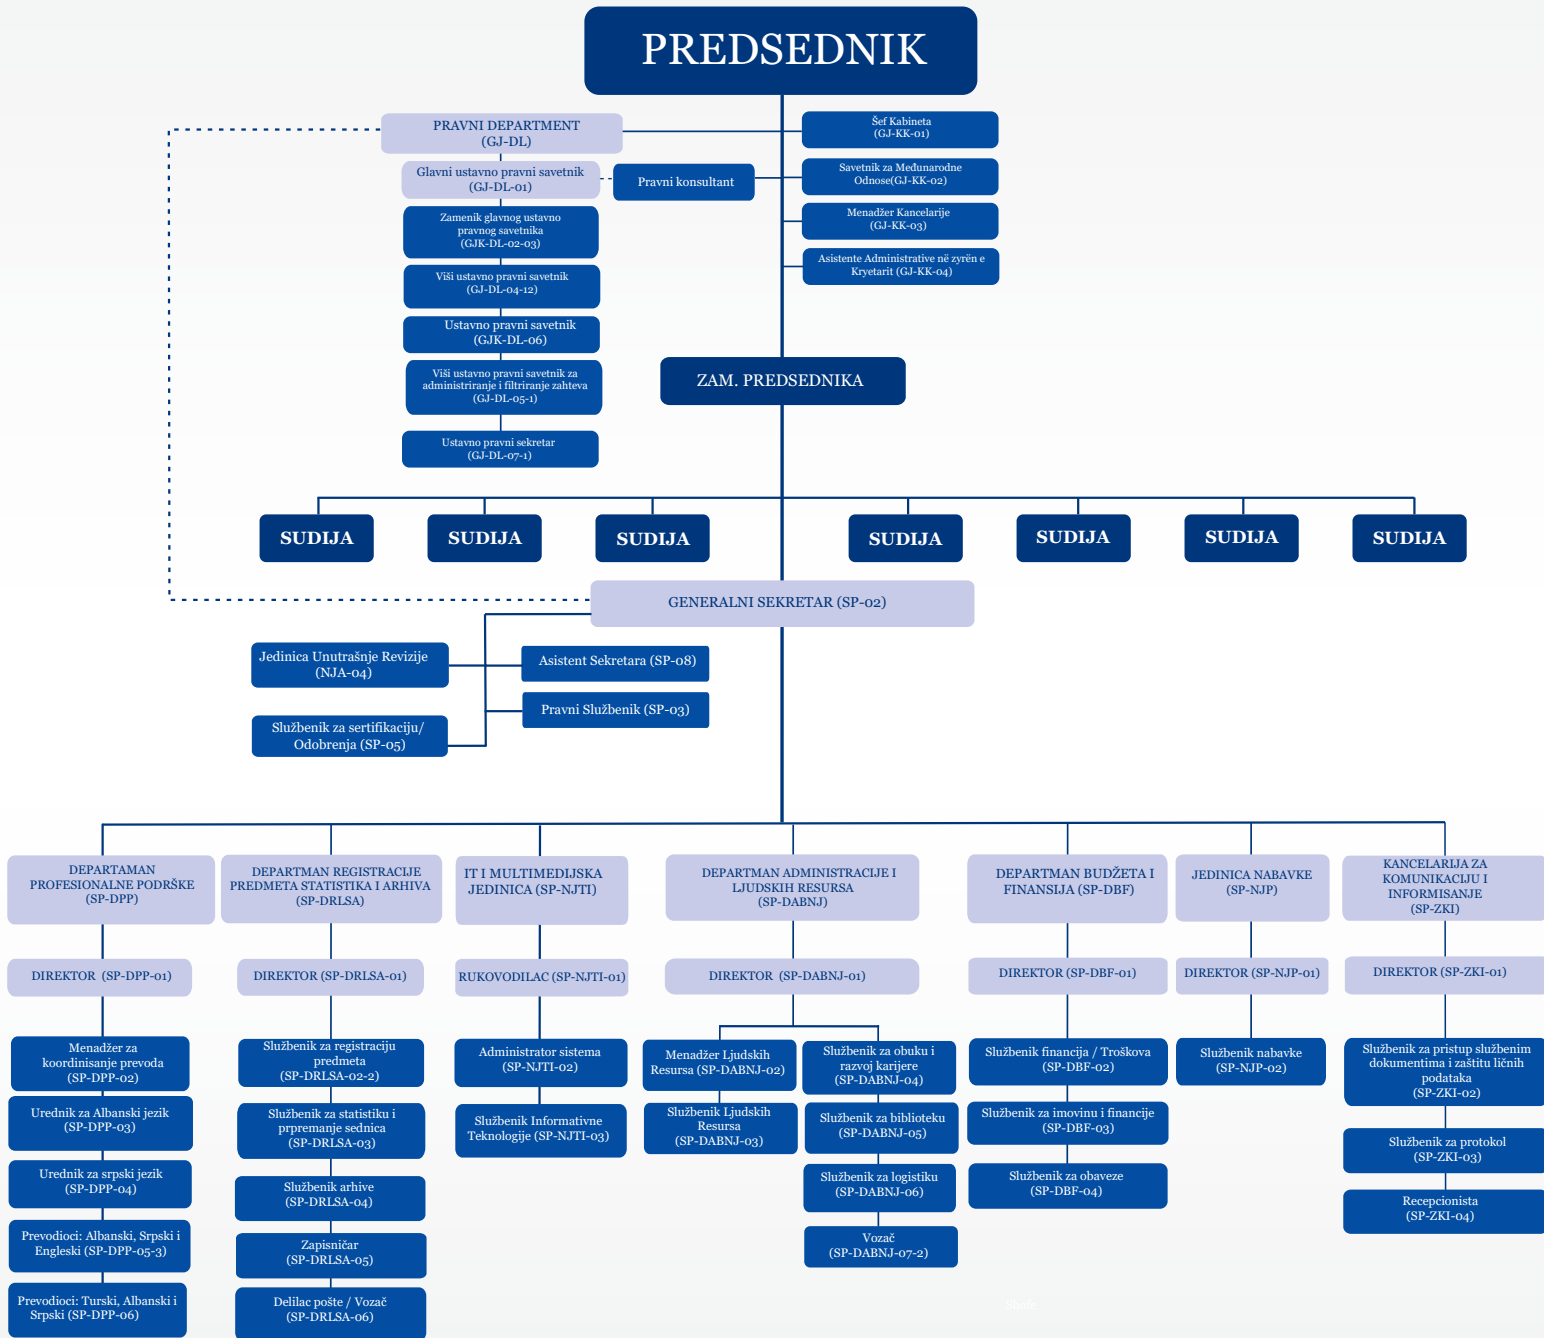 PREDSEDNIK
PRAVNI DEPARTMENT
(GJ-DL)
Glavni ustavno pravni savetnik
(GJ-DL-01)
Pravni konsultant
Zamenik glavnog ustavno
pravnog savetnika
(GJK-DL-02-03)
Viši ustavno pravni savetnik
(GJ-DL-04-12)
Ustavno pravni savetnik
(GJK-DL-06)
Viši ustavno pravni savetnik za
administriranje i filtriranje zahteva
(GJ-DL-05-1)
Ustavno pravni sekretar
(GJ-DL-07-1)
Šef Kabineta
(GJ-KK-01)
Savetnik za Međunarodne
Odnose(GJ-KK-02)
Menadžer Kancelarije
(GJ-KK-03)
Asistente Administrative në zyrën e
Kryetarit (GJ-KK-04)
ZAM. PREDSEDNIKA
SUDIJA
SUDIJA
SUDIJA
SUDIJA
SUDIJA
SUDIJA
SUDIJA
GENERALNI SEKRETAR (SP-02)
Jedinica Unutrašnje Revizije
(NJA-04)
Asistent Sekretara (SP-08)
Pravni Službenik (SP-03)
Službenik za sertifikaciju/
Odobrenja (SP-05)
DEPARTAMAN
PROFESIONALNE PODRŠKE
(SP-DPP)
DIREKTOR (SP-DPP-01)
Menadžer za
koordinisanje prevoda
(SP-DPP-02)
Urednik za Albanski jezik
(SP-DPP-03)
Urednik za srpski jezik
(SP-DPP-04)
Prevodioci: Albanski, Srpski i
Engleski (SP-DPP-05-3)
Prevodioci: Turski, Albanski i
Srpski (SP-DPP-06)
DEPARTMAN REGISTRACIJE
PREDMETA STATISTIKA I ARHIVA
(SP-DRLSA)
DIREKTOR (SP-DRLSA-01)
Službenik za registraciju
predmeta
(SP-DRLSA-02-2)
Službenik za statistiku i
prpremanje sednica
(SP-DRLSA-03)
Službenik arhive
(SP-DRLSA-04)
Zapisničar
(SP-DRLSA-05)
Delilac pošte / Vozač
(SP-DRLSA-06)
IT I MULTIMEDIJSKA
JEDINICA (SP-NJTI)
RUKOVODILAC (SP-NJTI-01)
Administrator sistema
(SP-NJTI-02)
Službenik Informativne
Teknologije (SP-NJTI-03)
DEPARTMAN ADMINISTRACIJE I
LJUDSKIH RESURSA
(SP-DABNJ)
DIREKTOR (SP-DABNJ-01)
Menadžer Ljudskih
Resursa (SP-DABNJ-02)
Službenik Ljudskih
Resursa
(SP-DABNJ-03)
Službenik za obuku i
razvoj karijere
(SP-DABNJ-04)
Službenik za biblioteku
(SP-DABNJ-05)
Službenik za logistiku
(SP-DABNJ-06)
Vozač
(SP-DABNJ-07-2)
DEPARTMAN BUDŽETA I
FINANSIJA (SP-DBF)
DIREKTOR (SP-DBF-01)
Službenik financija / Troškova
(SP-DBF-02)
Službenik za imovinu i financije
(SP-DBF-03)
Službenik za obaveze
(SP-DBF-04)
JEDINICA NABAVKE
(SP-NJP)
DIREKTOR (SP-NJP-01)
Službenik nabavke
(SP-NJP-02)
KANCELARIJA ZA
KOMUNIKACIJU I
INFORMISANJE
(SP-ZKI)
DIREKTOR (SP-ZKI-01)
Službenik za pristup službenim
dokumentima i zaštitu ličnih
podataka
(SP-ZKI-02)
Službenik za protokol
(SP-ZKI-03)
Recepcionista
(SP-ZKI-04)